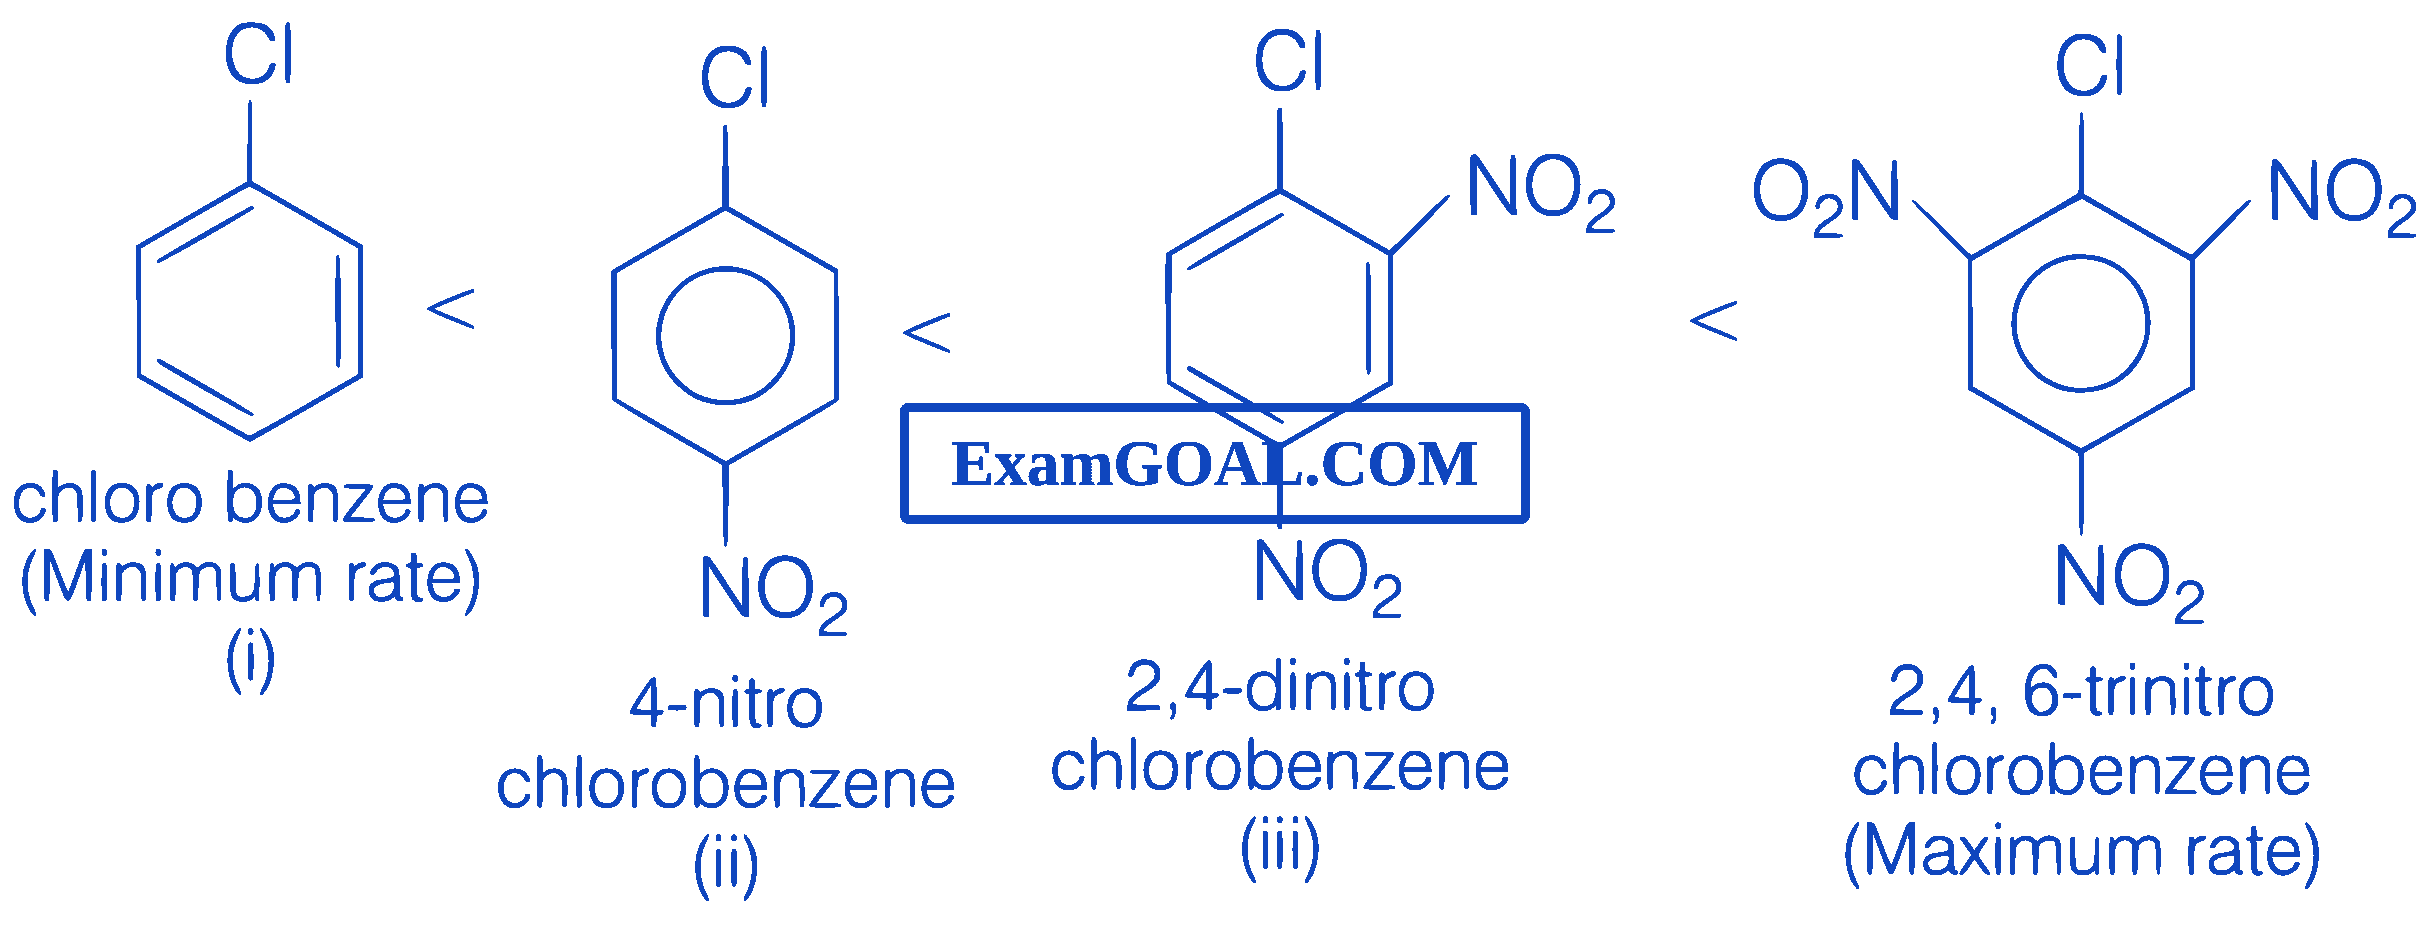 Cl
chloro benzene
(Minimum rate)
(i)
<
Cl
NO2
4-nitro
chlorobenzene
(ii)
<
Cl
NO2
NO2
2,4-dinitro
chlorobenzene
(iii)
<
Cl
O2N
NO2
NO2
2,4, 6-trinitro
chlorobenzene
(Maximum rate)
ExamGOAL.COM